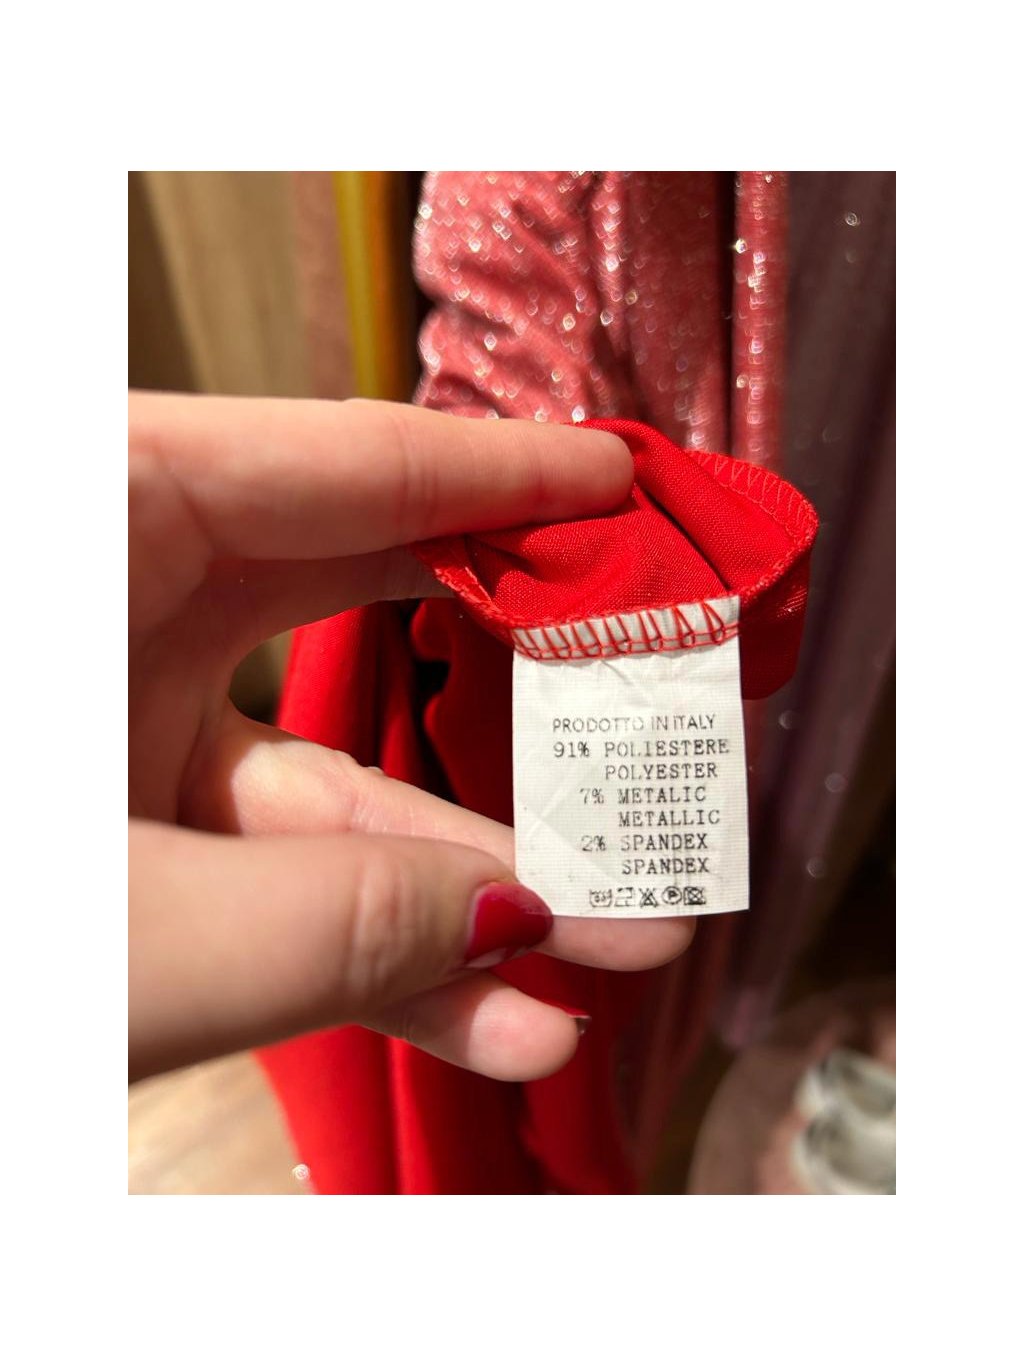 PRODOTTO IN ITALY
91% POLIESTERE
POLYESTER
7% METALIC
METALLIC
2% SPANDEX
SPANDEX